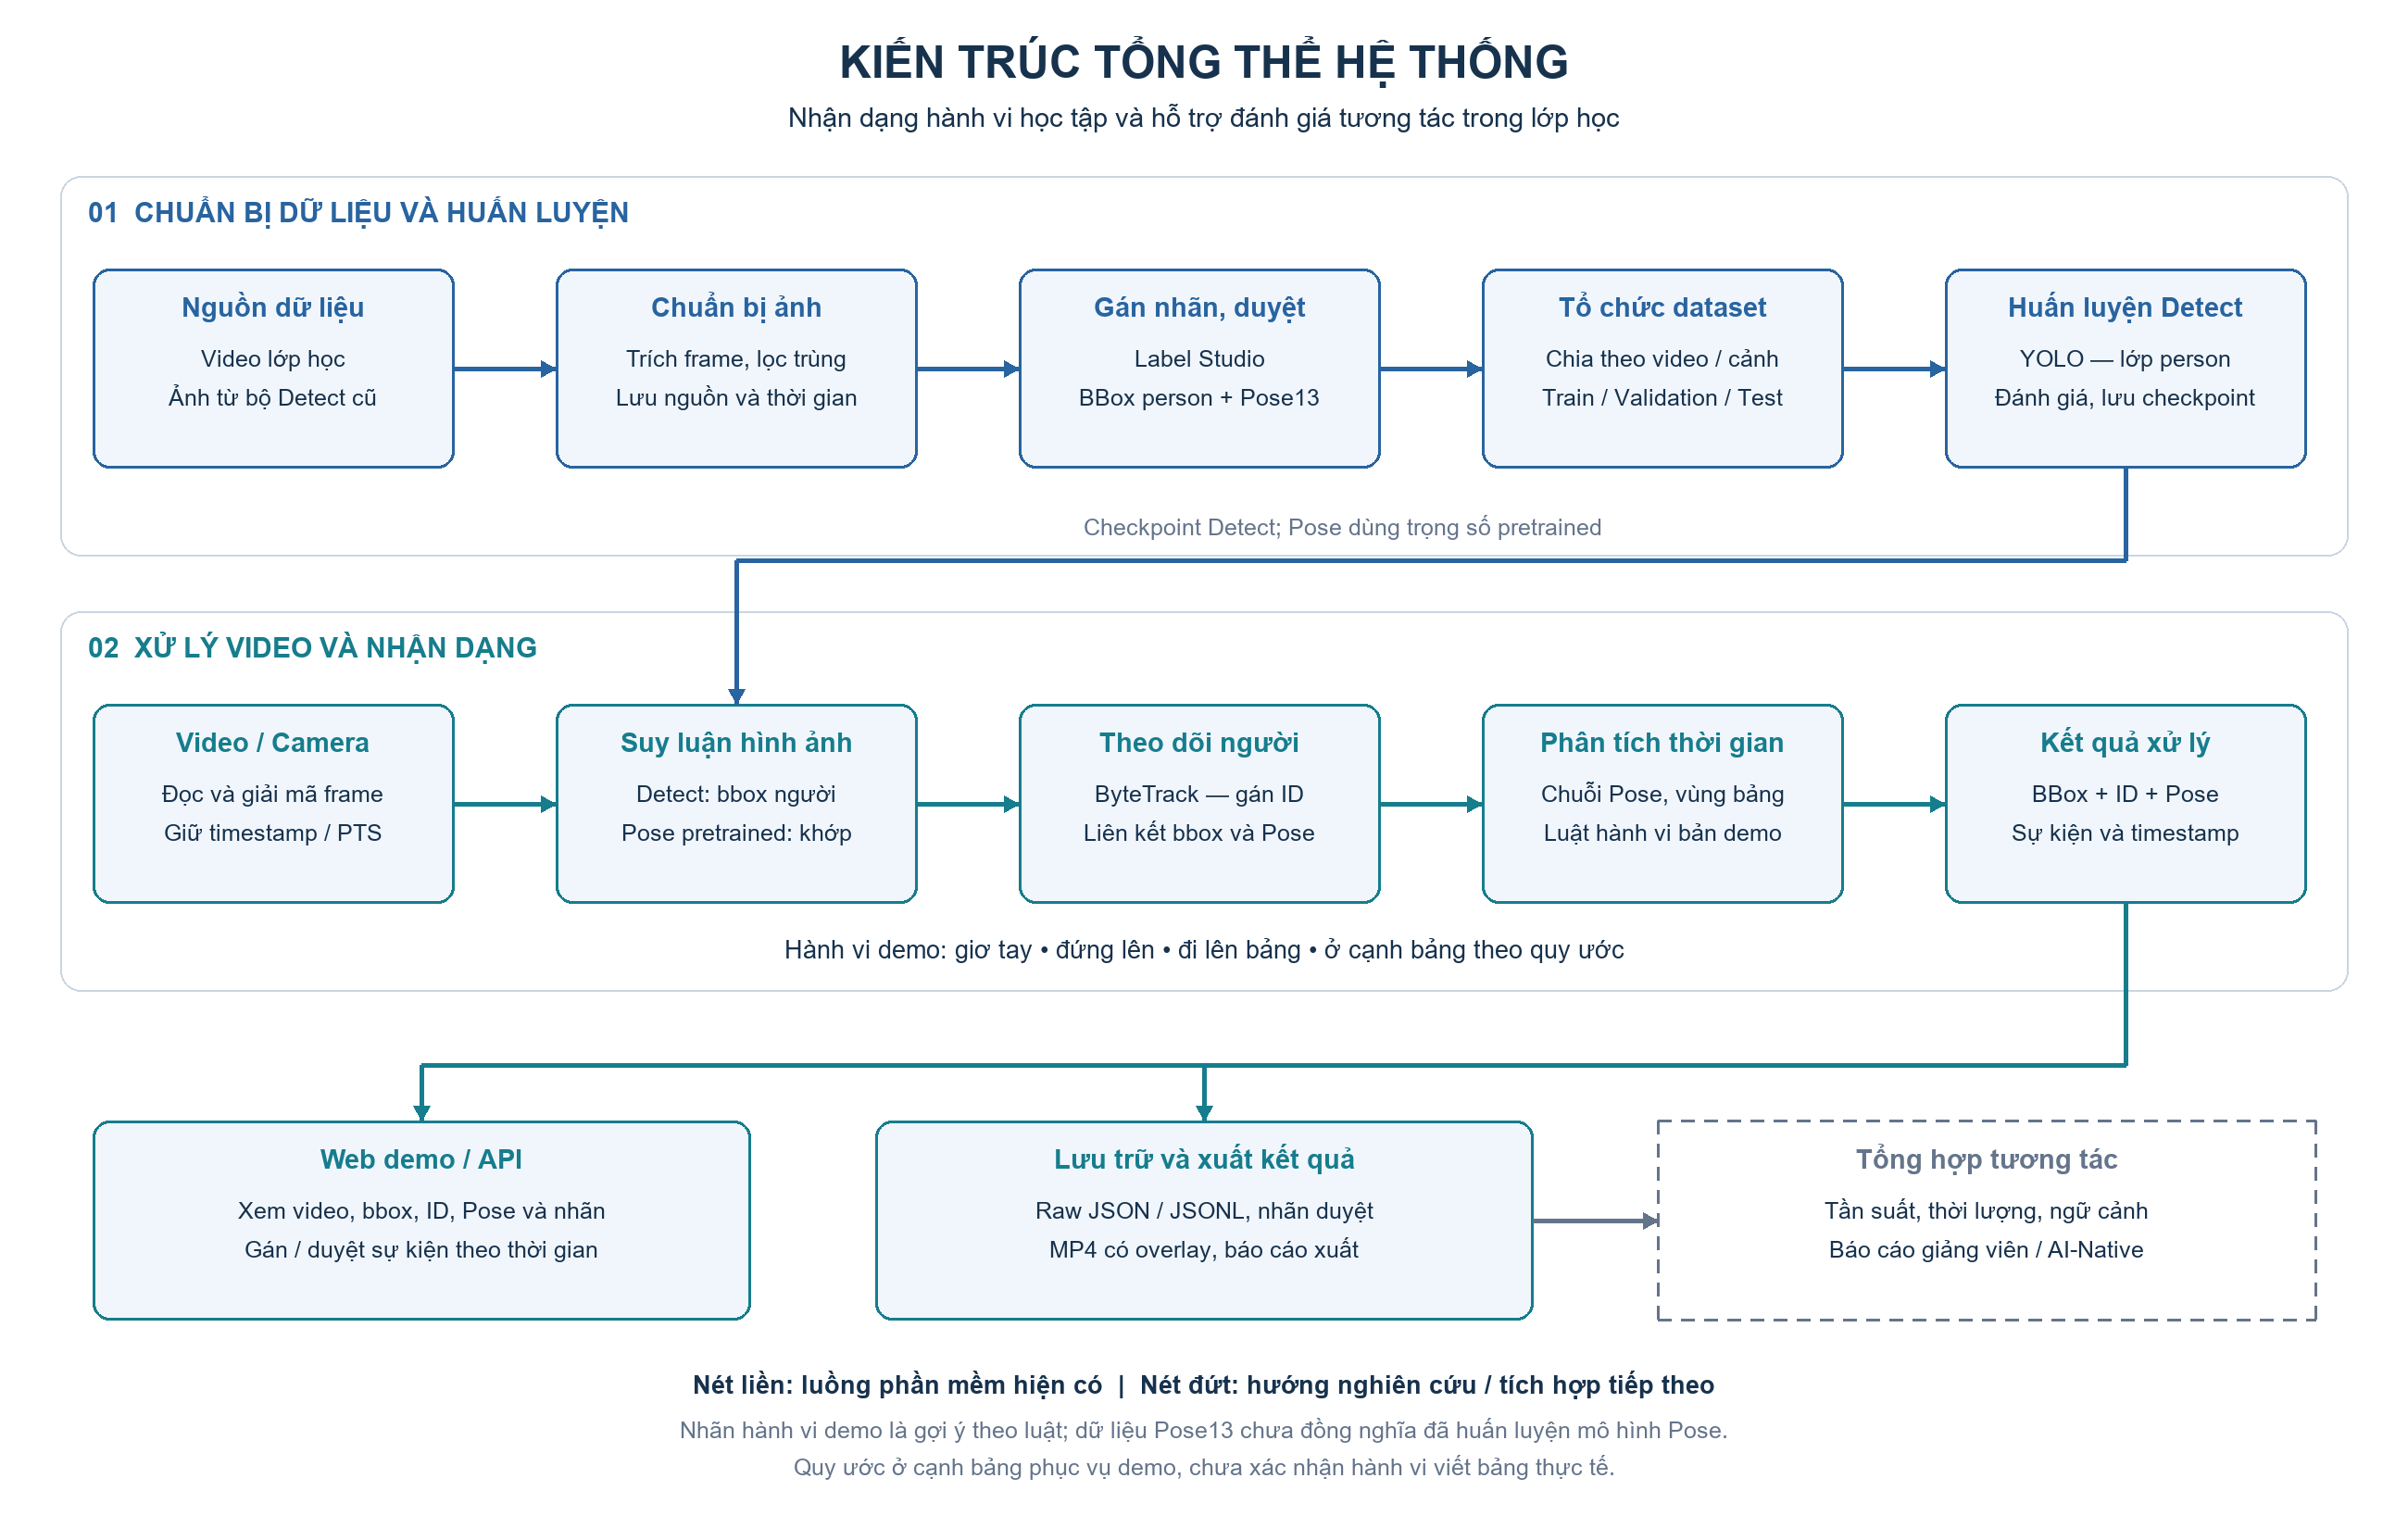 KIẾN TRÚC TỔNG THỂ HỆ THỐNG
Nhận dạng hành vi học tập và hỗ trợ đánh giá tương tác trong lớp học
01 CHUẨN BỊ DỮ LIỆU VÀ HUẤN LUYỆN
Nguồn dữ liệu
Video lớp học
Ảnh từ bộ Detect cũ
Chuẩn bị ảnh
Trích frame, lọc trùng
Lưu nguồn và thời gian
Gán nhãn, duyệt
Label Studio
BBox person + Pose13
Tổ chức dataset
Chia theo video / cảnh
Train / Validation / Test
Huấn luyện Detect
YOLO — lớp person
Đánh giá, lưu checkpoint
Checkpoint Detect; Pose dùng trọng số pretrained
02 XỬ LÝ VIDEO VÀ NHẬN DẠNG
Video / Camera
Đọc và giải mã frame
Giữ timestamp / PTS
Suy luận hình ảnh
Detect: bbox người
Pose pretrained: khớp
Theo dõi người
ByteTrack — gán ID
Liên kết bbox và Pose
Phân tích thời gian
Chuỗi Pose, vùng bảng
Luật hành vi bản demo
Kết quả xử lý
BBox + ID + Pose
Sự kiện và timestamp
Hành vi demo: giơ tay • đứng lên • đi lên bảng • ở cạnh bảng theo quy ước
Web demo / API
Xem video, bbox, ID, Pose và nhãn
Gán / duyệt sự kiện theo thời gian
Lưu trữ và xuất kết quả
Raw JSON / JSONL, nhãn duyệt
MP4 có overlay, báo cáo xuất
Tổng hợp tương tác
Tần suất, thời lượng, ngữ cảnh
Báo cáo giảng viên / AI-Native
Nét liền: luồng phần mềm hiện có | Nét đứt: hướng nghiên cứu / tích hợp tiếp theo
Nhãn hành vi demo là gợi ý theo luật; dữ liệu Pose13 chưa đồng nghĩa đã huấn luyện mô hình Pose.
Quy ước ở cạnh bảng phục vụ demo, chưa xác nhận hành vi viết bảng thực tế.